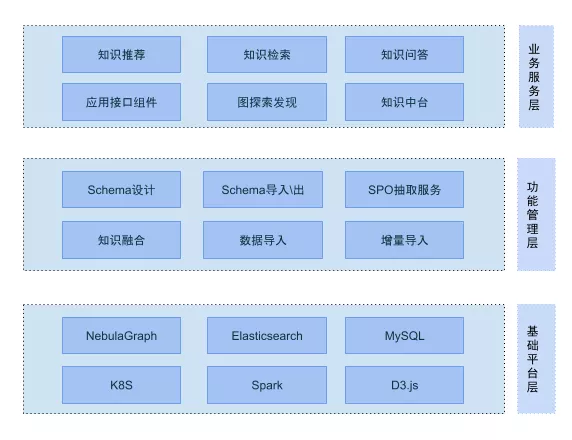 知识推荐
知识检索
知识问答
应用接口组件
图探索发现
知识中台
业务服务层
Schema设计
Schema导入\出
SPO抽取服务
知识融合
数据导入
增量导入
功能管理层
NebulaGraph
Elasticsearch
MySQL
K8S
Spark
D3.js
基础平台层